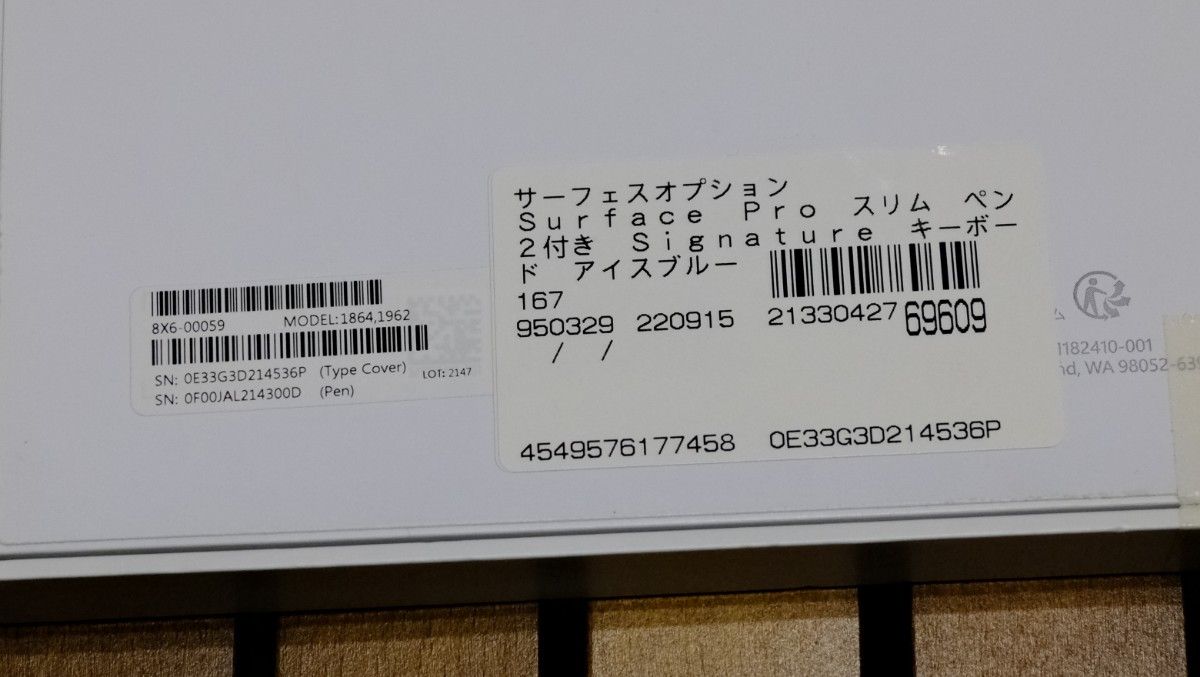 8X6-00059 MODEL:1864,1962
SN: 0E33G3D214536P (Type Cover)
SN: 0F00JAL214300D (Pen)
LOT: 2147
サーフェスオプション
Surface Pro スリム ペン
2付き Signature キーボー
ド アイスブルー
167
950329 220915 21330427 69609
/ /
4549576177458 0E33G3D214536P
1182410-001
WA 98052-639